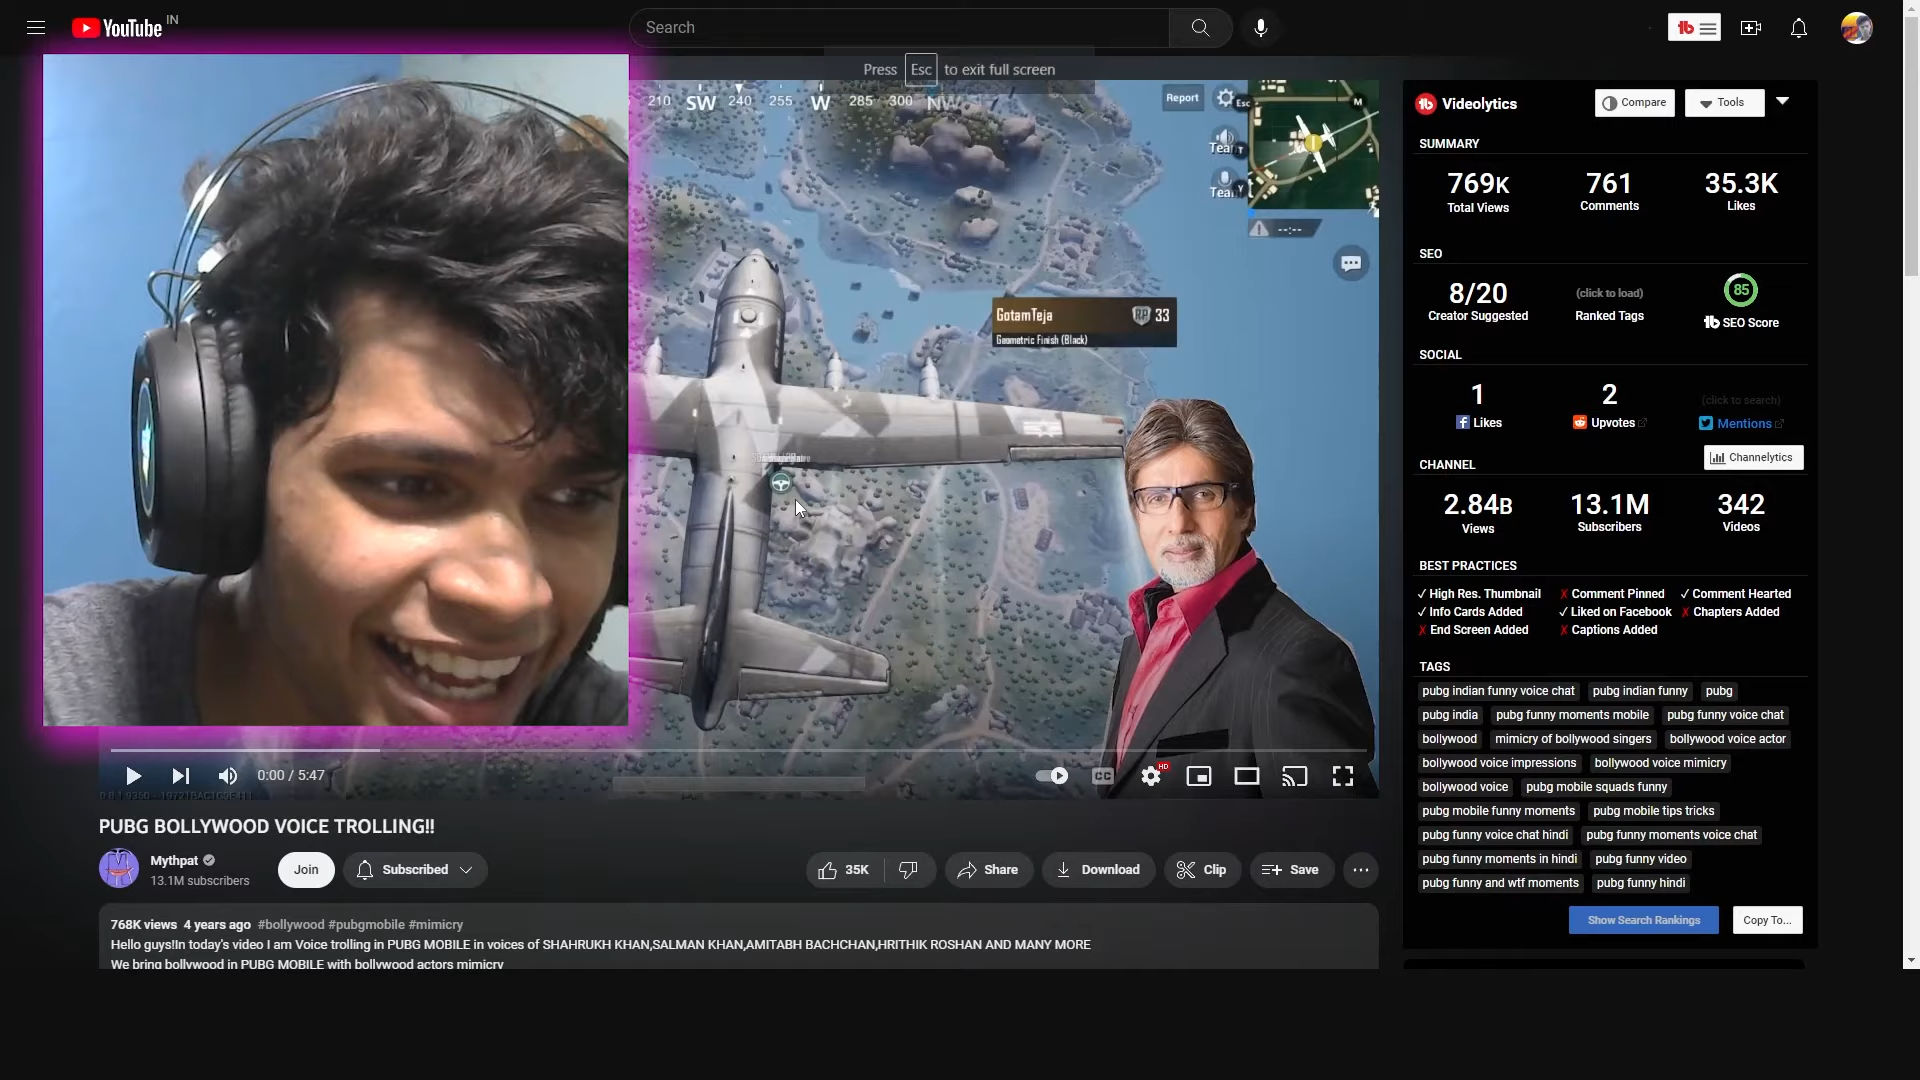 YouTube IN
Search
Press Esc to exit full screen
210 SW 240 255 W 285 300 NW
Report
Esc
M
Team T
Team Y
--:--
GotamTeja RP 33
Geometric Finish (Black)
0:00 / 5:47
CC
HD
PUBG BOLLYWOOD VOICE TROLLING!!
Mythpat
13.1M subscribers
Join
Subscribed
35K
Share
Download
Clip
Save
768K views 4 years ago #bollywood #pubgmobile #mimicry
Hello guys!In today's video I am Voice trolling in PUBG MOBILE in voices of SHAHRUKH KHAN,SALMAN KHAN,AMITABH BACHCHAN,HRITHIK ROSHAN AND MANY MORE
We bring bollywood in PUBG MOBILE with bollywood actors mimicry
tb
tb Videolytics
Compare
Tools
SUMMARY
769K 761 35.3K
Total Views Comments Likes
SEO
8/20 (click to load) 85
Creator Suggested Ranked Tags tb SEO Score
SOCIAL
1 2 (click to search)
Likes Upvotes Mentions
CHANNEL
Channelytics
2.84B 13.1M 342
Views Subscribers Videos
BEST PRACTICES
✓ High Res. Thumbnail ✗ Comment Pinned ✓ Comment Hearted
✓ Info Cards Added ✓ Liked on Facebook ✗ Chapters Added
✗ End Screen Added ✗ Captions Added
TAGS
pubg indian funny voice chat pubg indian funny pubg
pubg india pubg funny moments mobile pubg funny voice chat
bollywood mimicry of bollywood singers bollywood voice actor
bollywood voice impressions bollywood voice mimicry
bollywood voice pubg mobile squads funny
pubg mobile funny moments pubg mobile tips tricks
pubg funny voice chat hindi pubg funny moments voice chat
pubg funny moments in hindi pubg funny video
pubg funny and wtf moments pubg funny hindi
Show Search Rankings
Copy To...